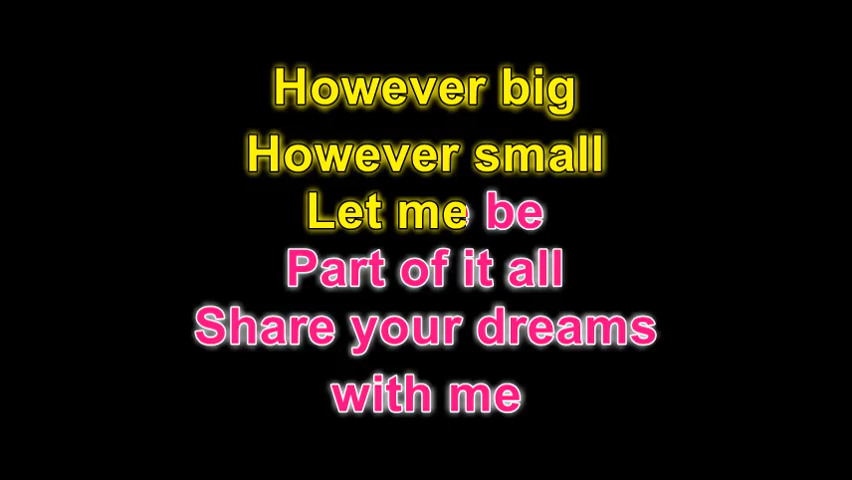 However big
However small
Let me be
Part of it all
Share your dreams
with me